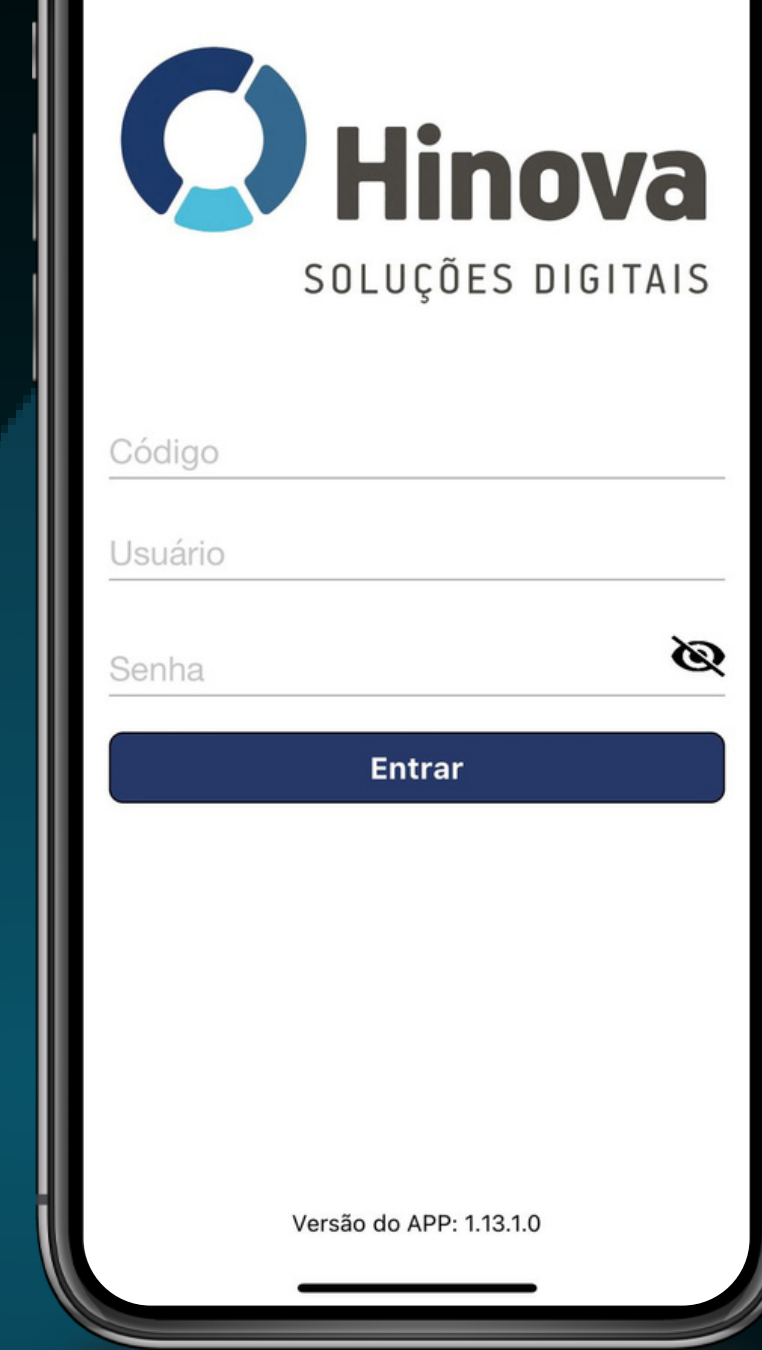 Hinova
SOLUÇÕES DIGITAIS
Código
Usuário
Senha
Entrar
Versão do APP: 1.13.1.0